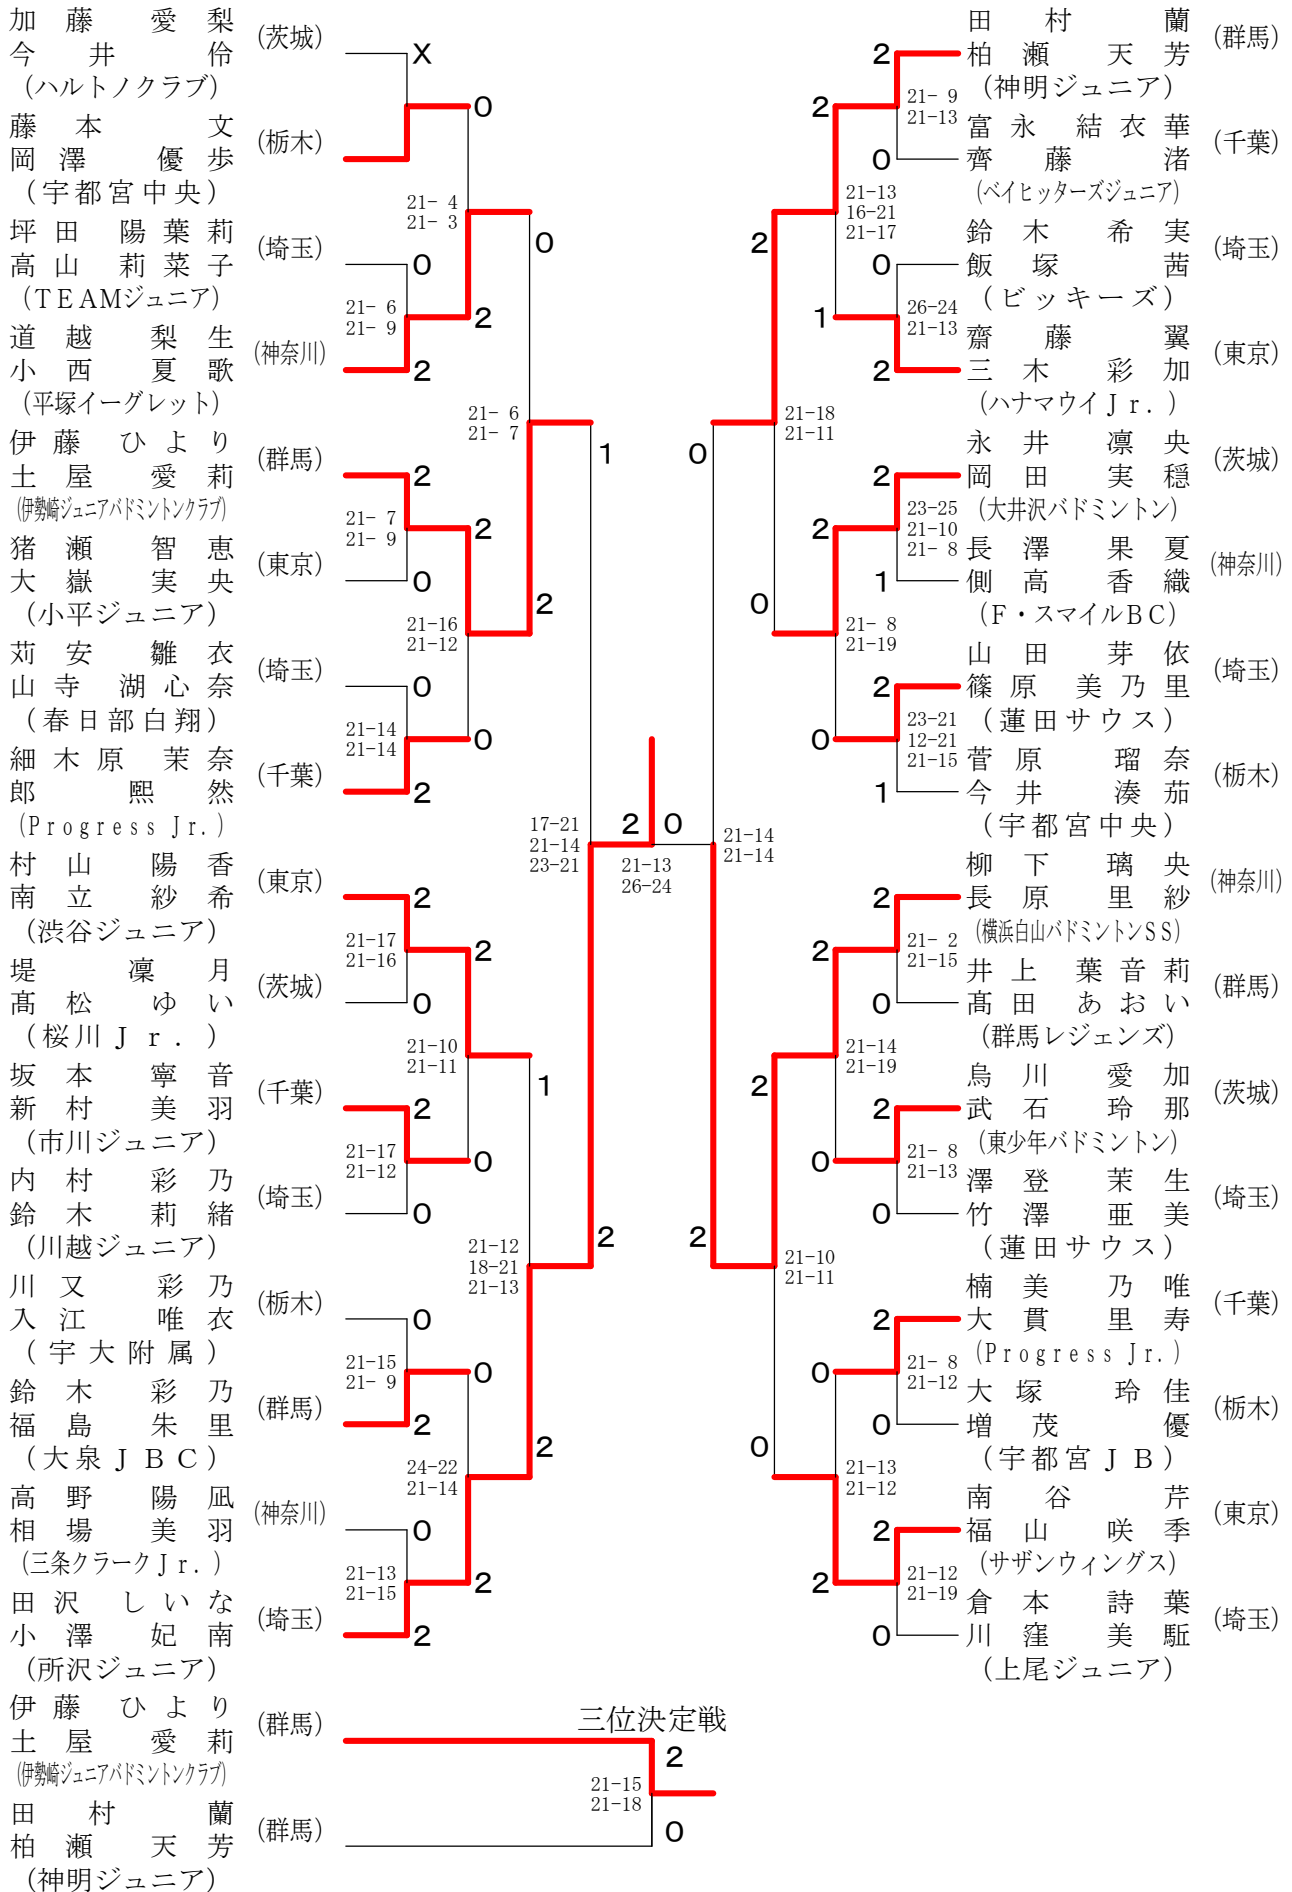 加藤 愛梨
今井 伶
(ハルトノクラブ)
(茨城)
X
藤本 文
岡澤 優歩
(宇都宮中央)
(栃木)
0
21- 4
21- 3
坪田 陽葉莉
高山 莉菜子
(TEAMジュニア)
(埼玉)
0
0
21- 6
21- 9
2
道越 梨生
小西 夏歌
(平塚イーグレット)
(神奈川)
2
21- 6
21- 7
1
伊藤 ひより
土屋 愛莉
(伊勢崎ジュニアバドミントンクラブ)
(群馬)
2
21- 7
21- 9
2
猪瀬 智恵
大嶽 実央
(小平ジュニア)
(東京)
0
2
21-16
21-12
苅安 雛衣
山寺 湖心奈
(春日部白翔)
(埼玉)
0
21-14
21-14
0
細木原 茉奈
郎 熙然
(Progress Jr.)
(千葉)
2
17-21
21-14
23-21
村山 陽香
南立 紗希
(渋谷ジュニア)
(東京)
2
21-17
21-16
2
堤 凜月
髙松 ゆい
(桜川Jr.)
(茨城)
0
21-10
21-11
1
坂本 寧音
新村 美羽
(市川ジュニア)
(千葉)
2
21-17
21-12
0
内村 彩乃
鈴木 莉緒
(川越ジュニア)
(埼玉)
0
21-12
18-21
21-13
2
川又 彩乃
入江 唯衣
(宇大附属)
(栃木)
0
21-15
21- 9
0
鈴木 彩乃
福島 朱里
(大泉JBC)
(群馬)
2
2
24-22
21-14
高野 陽凪
相場 美羽
(三条クラークJr.)
(神奈川)
0
21-13
21-15
2
田沢 しいな
小澤 妃南
(所沢ジュニア)
(埼玉)
2
2 0
21-13
26-24
田村 蘭
柏瀬 天芳
(神明ジュニア)
(群馬)
2
21- 9
21-13
2
富永 結衣華
齊藤 渚
(ベイヒッターズジュニア)
(千葉)
0
21-13
16-21
21-17
2
鈴木 希実
飯塚 茜
(ビッキーズ)
(埼玉)
0
26-24
21-13
1
齋藤 翼
三木 彩加
(ハナマウイJr.)
(東京)
2
21-18
21-11
0
永井 凛央
岡田 実穏
(大井沢バドミントン)
(茨城)
2
23-25
21-10
21- 8
2
長澤 果夏
側高 香織
(F・スマイルBC)
(神奈川)
1
0
21- 8
21-19
山田 芽依
篠原 美乃里
(蓮田サウス)
(埼玉)
2
23-21
12-21
21-15
0
菅原 瑠奈
今井 湊茄
(宇都宮中央)
(栃木)
1
21-14
21-14
柳下 璃央
長原 里紗
(横浜白山バドミントンSS)
(神奈川)
2
21- 2
21-15
2
井上 葉音莉
髙田 あおい
(群馬レジェンズ)
(群馬)
0
21-14
21-19
2
烏川 愛加
武石 玲那
(東少年バドミントン)
(茨城)
2
21- 8
21-13
0
澤登 茉生
竹澤 亜美
(蓮田サウス)
(埼玉)
0
2
21-10
21-11
楠美 乃唯
大貫 里寿
(Progress Jr.)
(千葉)
2
21- 8
21-12
0
大塚 玲佳
増茂 優
(宇都宮JB)
(栃木)
0
0
21-13
21-12
南谷 芹
福山 咲季
(サザンウィングス)
(東京)
2
21-12
21-19
2
倉本 詩葉
川窪 美駈
(上尾ジュニア)
(埼玉)
0
三位決定戦
伊藤 ひより
土屋 愛莉
(伊勢崎ジュニアバドミントンクラブ)
(群馬)
2
21-15
21-18
田村 蘭
柏瀬 天芳
(神明ジュニア)
(群馬)
0